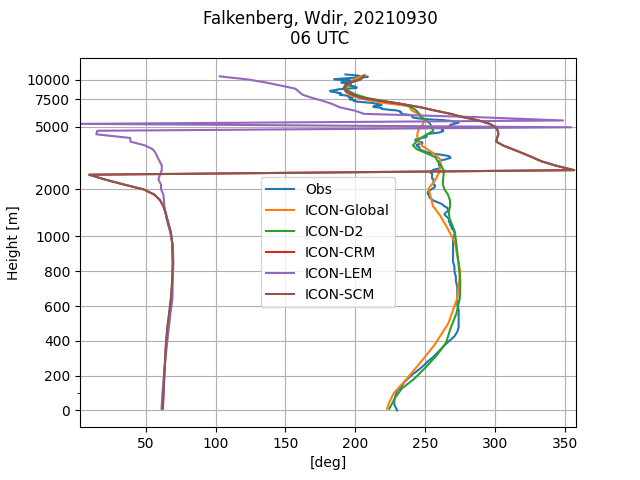 Falkenberg, Wdir, 20210930
06 UTC
10000
7500
5000
2000
1000
800
600
400
200
0
Height [m]
Obs
ICON-Global
ICON-D2
ICON-CRM
ICON-LEM
ICON-SCM
50 100 150 200 250 300 350
[deg]